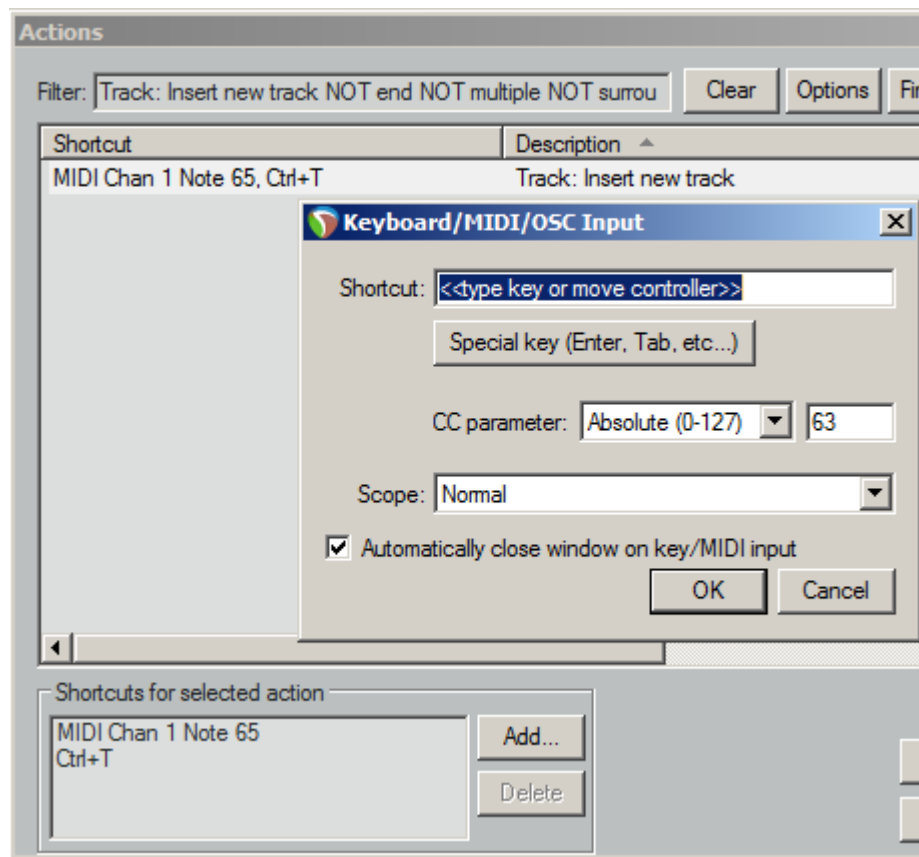 Actions
Filter: Track: Insert new track NOT end NOT multiple NOT surrou Clear Options
Shortcut Description
MIDI Chan 1 Note 65, Ctrl+T Track: Insert new track
Keyboard/MIDI/OSC Input
Shortcut: <<type key or move controller>>
Special key (Enter, Tab, etc...)
CC parameter: Absolute (0-127) 63
Scope: Normal
Automatically close window on key/MIDI input
OK Cancel
Shortcuts for selected action
MIDI Chan 1 Note 65
Ctrl+T
Add...
Delete